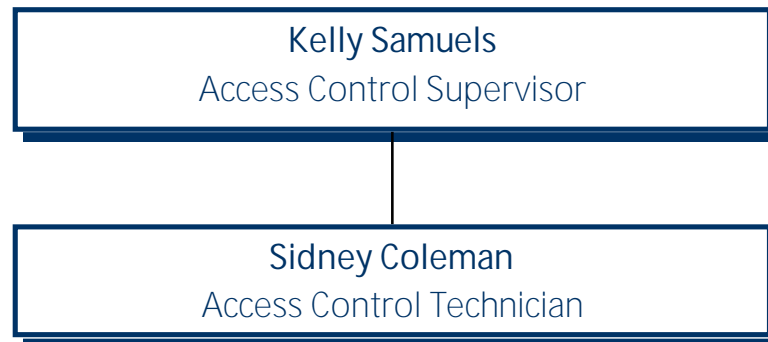 Kelly Samuels
Access Control Supervisor
Sidney Coleman
Access Control Technician